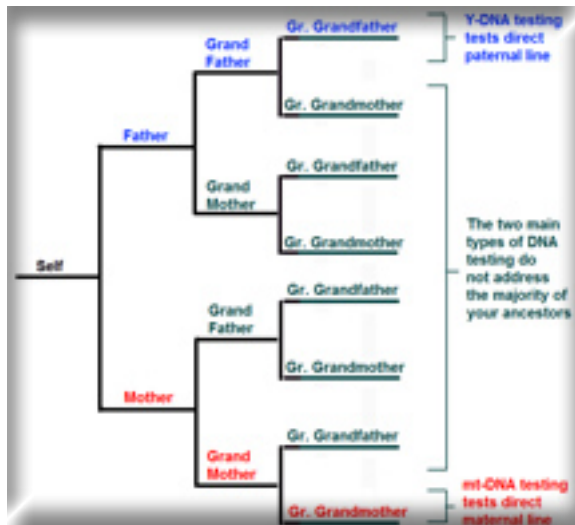 Gr. Grandfather
Y-DNA testing
tests direct
paternal line
Grand
Father
Gr. Grandmother
Father
Gr. Grandfather
Grand
Mother
Gr. Grandmother
The two main
types of DNA
testing do
not address
the majority of
your ancestors
Self
Gr. Grandfather
Grand
Father
Gr. Grandmother
Mother
Gr. Grandfather
Grand
Mother
mt-DNA testing
tests direct
maternal line
Gr. Grandmother